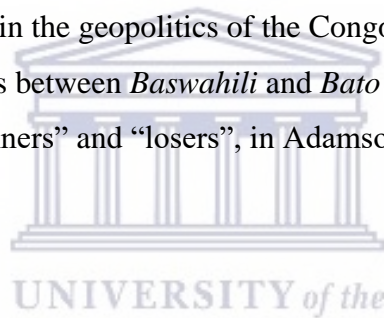 in the geopolitics of the Congo
s between Baswahili and Bato
ners” and “losers”, in Adamso
UNIVERSITY of the